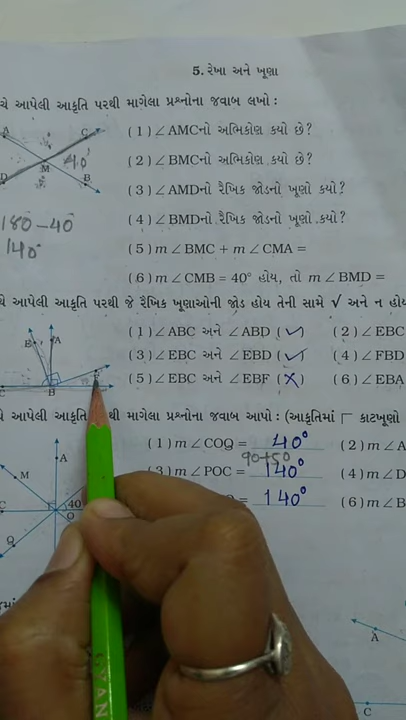 5. રેખા અને ખૂણા
ચે આપેલી આકૃતિ પરથી માગેલા પ્રશ્નોના જવાબ લખો :
(1) ∠AMCનો અભિકોણ કયો છે?
(2) ∠BMCનો અભિકોણ કયો છે?
(3) ∠AMDનો રૈખિક જોડનો ખૂણો કયો?
(4) ∠BMDનો રૈખિક જોડનો ખૂણો કયો?
(5) m∠BMC + m∠CMA =
(6) m∠CMB = 40° હોય, તો m∠BMD =
A C
M 40°
D B
180-40
140°
ચે આપેલી આકૃતિ પરથી જે રૈખિક ખૂણાઓની જોડ હોય તેની સામે √ અને ન હોય
(1) ∠ABC અને ∠ABD (✓) (2) ∠EBC
(3) ∠EBC અને ∠EBD (✓) (4) ∠FBD
(5) ∠EBC અને ∠EBF (X) (6) ∠EBA
E A
C B
ચે આપેલી આકૃતિ પરથી માગેલા પ્રશ્નોના જવાબ આપો : (આકૃતિમાં ઃ કાટખૂણો
(1) m∠COQ = 40° (2) m∠A
90+50
(3) m∠POC = 140° (4) m∠D
= 140° (6) m∠B
A
M
C 40
O
Q
A
C